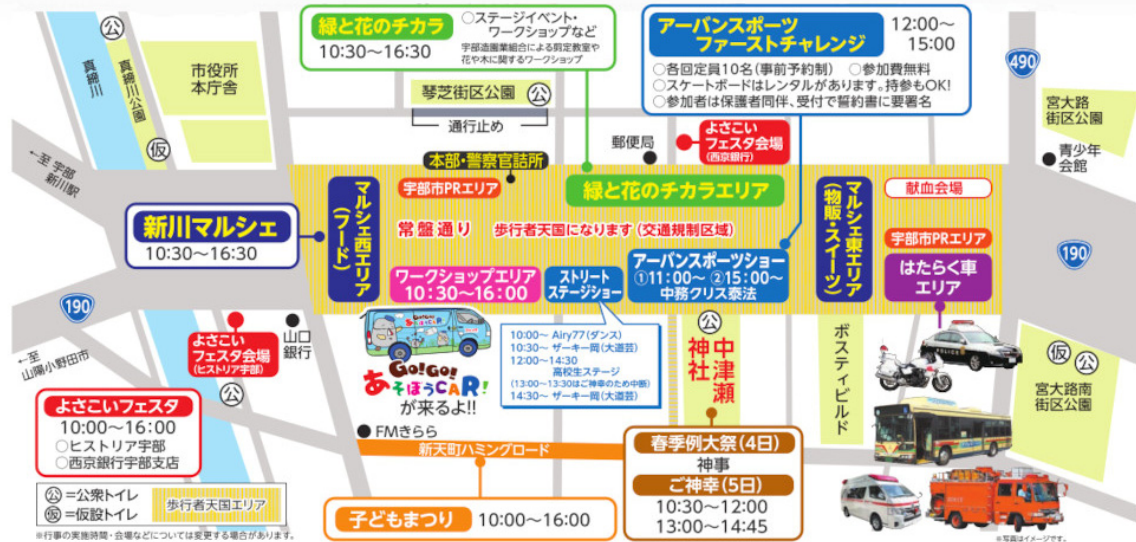 緑と花のチカラ
10:30〜16:30
○ステージイベント・
ワークショップなど
宇部造園業組合による剪定教室や
花や木に関するワークショップ
アーバンスポーツ
ファーストチャレンジ
12:00〜
15:00
○各回定員10名(事前予約制) ○参加費無料
○スケートボードはレンタルがあります。持参もOK!
○参加者は保護者同伴、受付で誓約書に要署名
公
真締川
真締川公園
仮
市役所
本庁舎
琴芝街区公園
公
通行止め
490
宮大路
街区公園
青少年
会館
←至 宇部
新川駅
本部・警察官詰所
郵便局
よさこい
フェスタ会場
(西京銀行)
新川マルシェ
10:30〜16:30
マルシェ西エリア
(フード)
宇部市PRエリア
緑と花のチカラエリア
マルシェ東エリア
(物販・スイーツ)
献血会場
常盤通り
歩行者天国になります(交通規制区域)
宇部市PRエリア
190
ワークショップエリア
10:30〜16:00
ストリート
ステージショー
アーバンスポーツショー
①11:00〜 ②15:00〜
中務クリス泰法
はたらく車
エリア
190
よさこい
フェスタ会場
(ヒストリア宇部)
山口
銀行
←至
山陽小野田市
公
GO!GO!
あそぼうCAR!
が来るよ!!
10:00〜 Airy77(ダンス)
10:30〜 ザーキー岡(大道芸)
12:00〜14:30
高校生ステージ
(13:00〜13:30はご神幸のため中断)
14:30〜 ザーキー岡(大道芸)
公
中津瀬
神社
ボスティビルド
POLICE
仮
公
宮大路南
街区公園
よさこいフェスタ
10:00〜16:00
○ヒストリア宇部
○西京銀行宇部支店
FMきらら
新天町ハミングロード
春季例大祭(4日)
神事
ご神幸(5日)
10:30〜12:00
13:00〜14:45
公=公衆トイレ
仮=仮設トイレ
歩行者天国エリア
子どもまつり
10:00〜16:00
※行事の実施時間・会場などについては変更する場合があります。
※写真はイメージです。